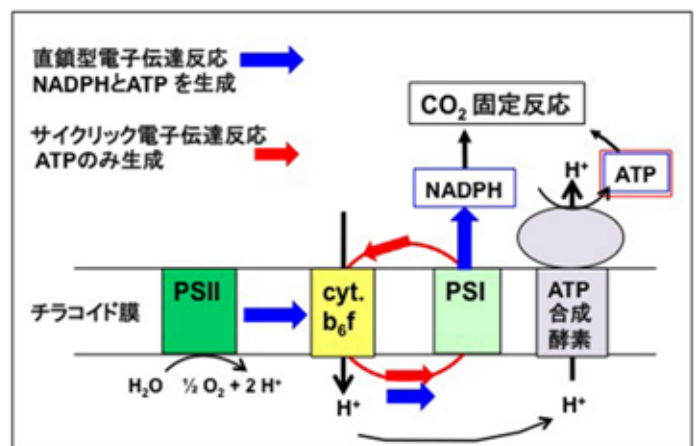 直鎖型電子伝達反応
NADPHとATP を生成
サイクリック電子伝達反応
ATPのみ生成
CO₂ 固定反応
NADPH
H⁺
ATP
チラコイド膜
PSII
cyt.
b₆f
PSI
ATP
合成
酵素
H₂O ½ O₂ + 2 H⁺
H⁺
H⁺